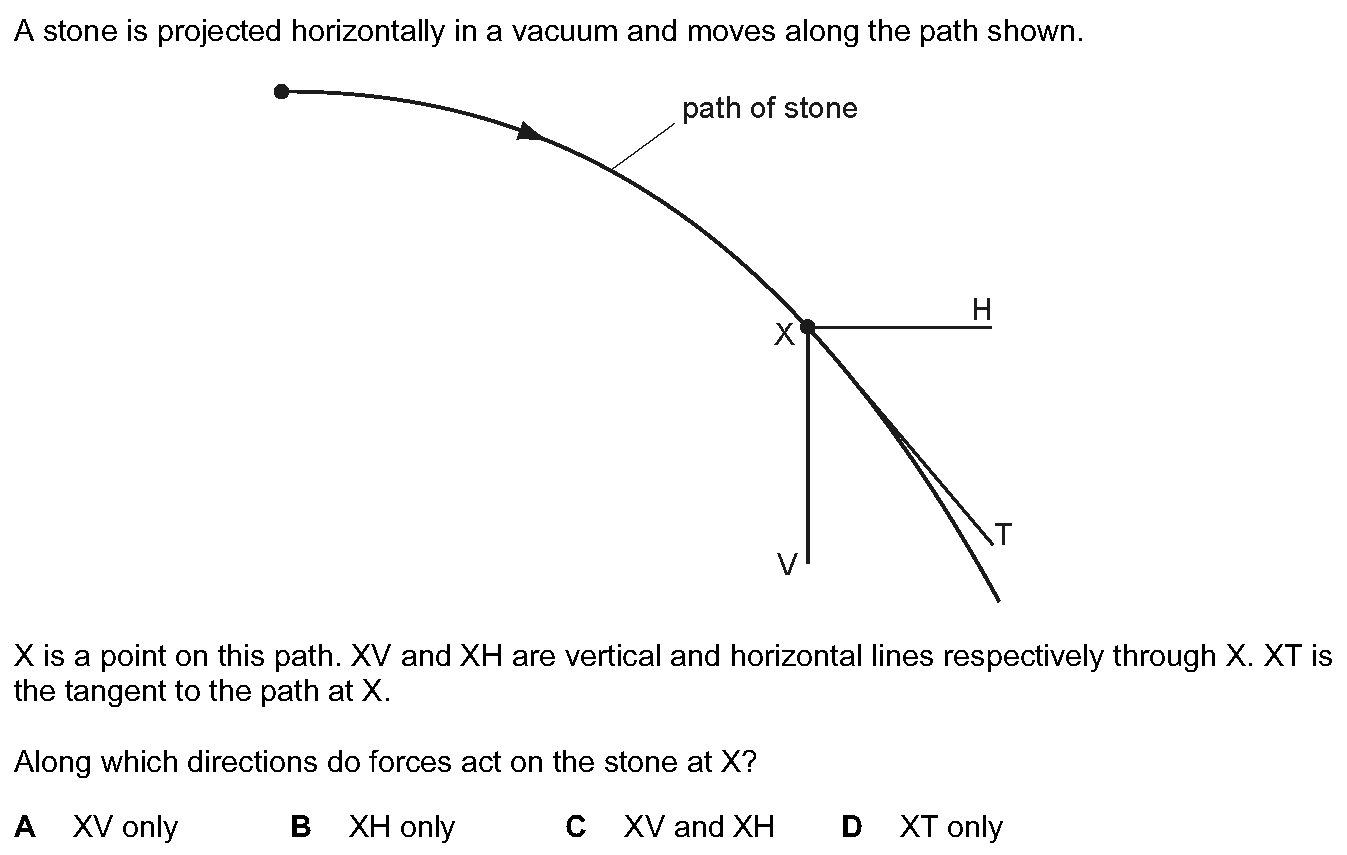 A stone is projected horizontally in a vacuum and moves along the path shown.
path of stone
H
X
T
V
X is a point on this path. XV and XH are vertical and horizontal lines respectively through X. XT is
the tangent to the path at X.
Along which directions do forces act on the stone at X?
A XV only B XH only C XV and XH D XT only